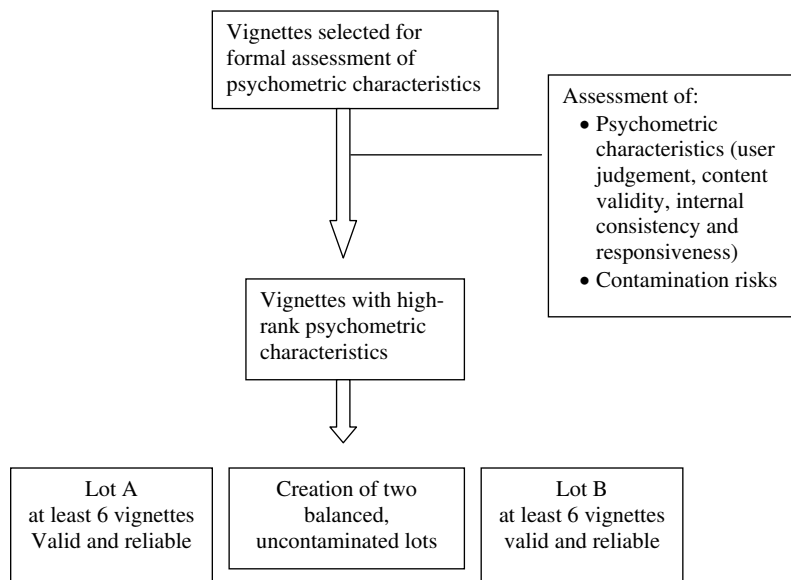 Vignettes selected for
formal assessment of
psychometric characteristics
Assessment of:
• Psychometric
characteristics (user
judgement, content
validity, internal
consistency and
responsiveness)
• Contamination risks
Vignettes with high-
rank psychometric
characteristics
Lot A
at least 6 vignettes
Valid and reliable
Creation of two
balanced,
uncontaminated lots
Lot B
at least 6 vignettes
valid and reliable